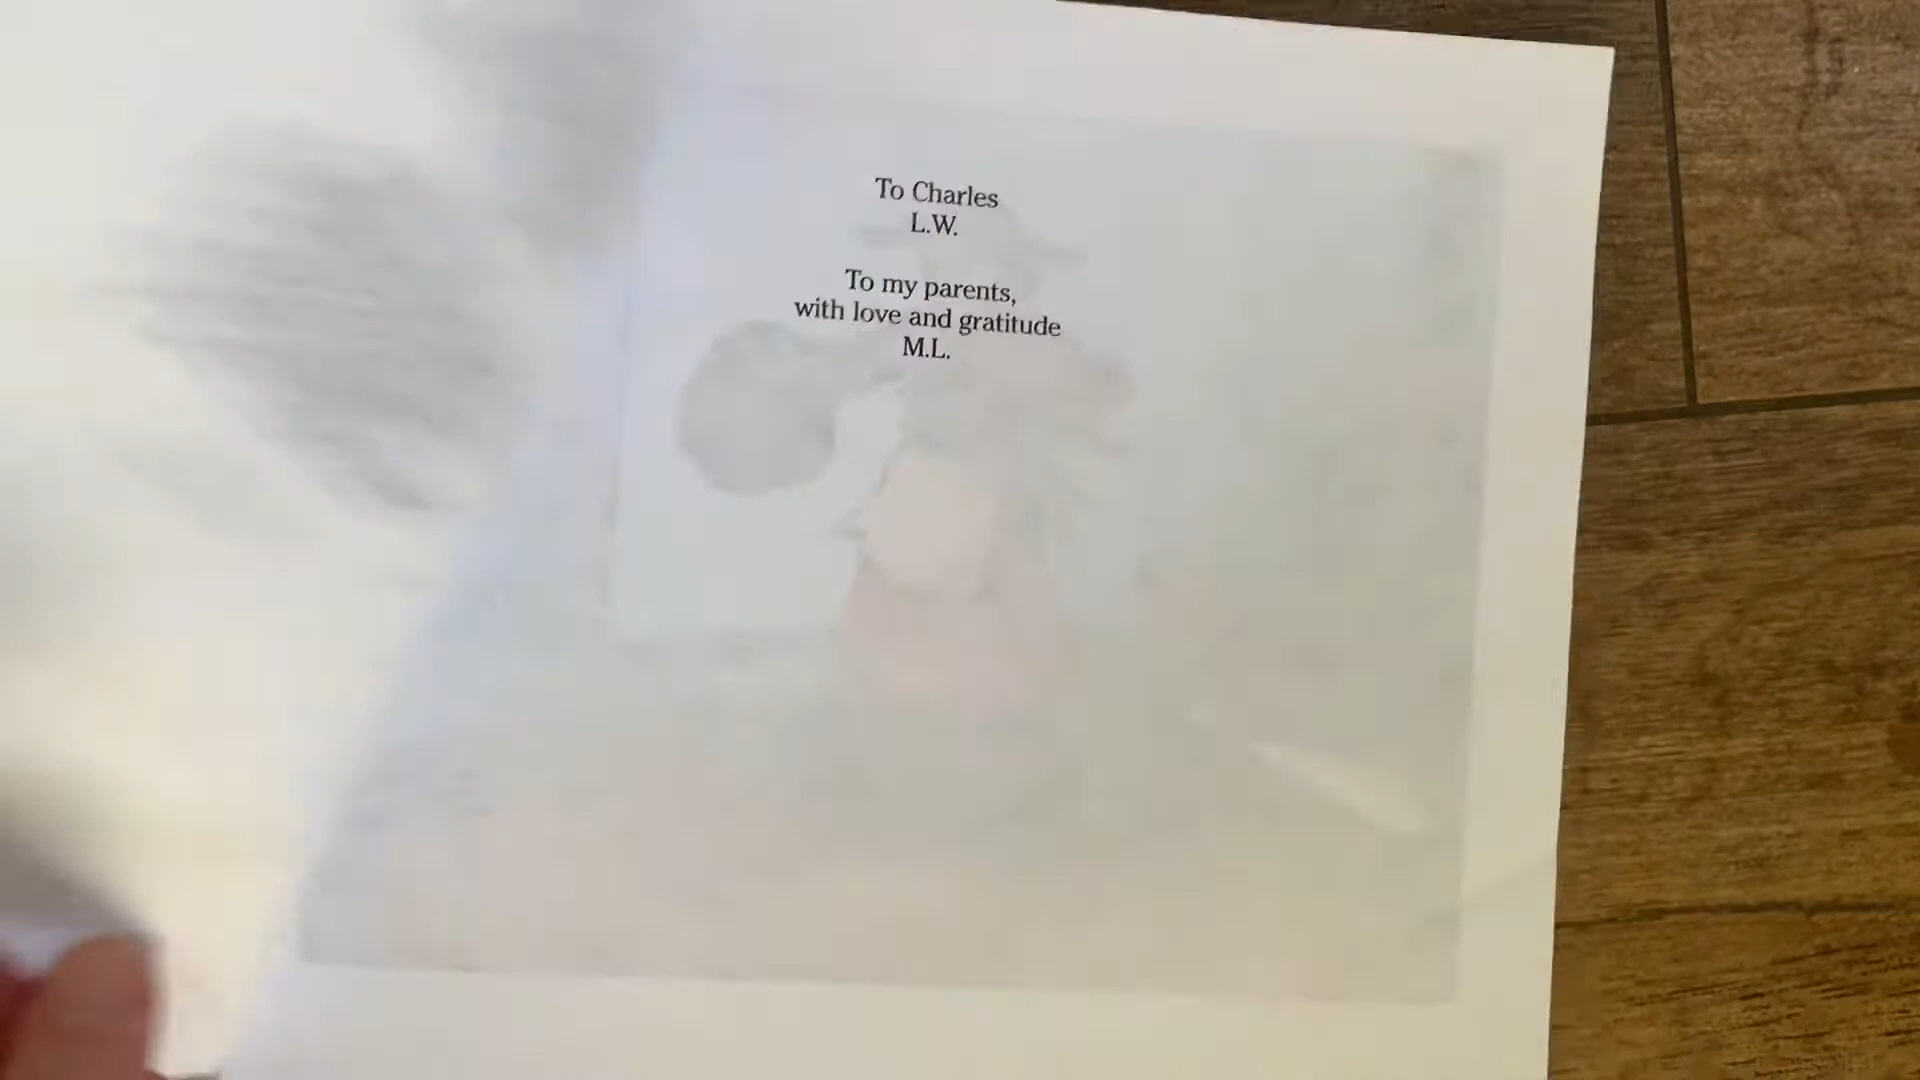 To Charles
L.W.
To my parents,
with love and gratitude
M.L.